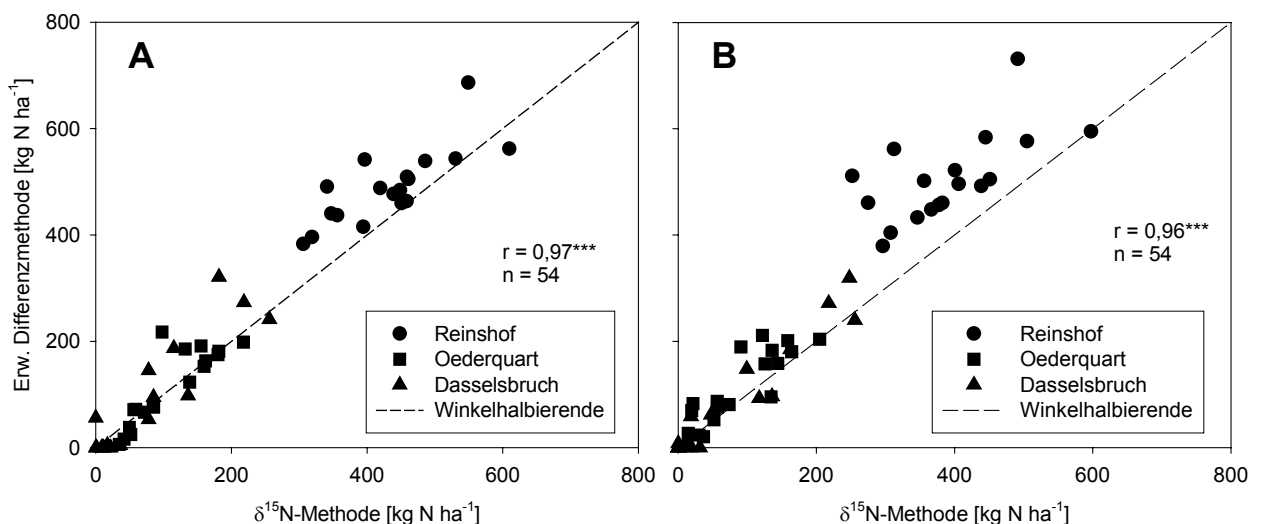 A
B
Erw. Differenzmethode [kg N ha⁻¹]
800
600
400
200
0
r = 0,97***
n = 54
Reinshof
Oederquart
Dasselsbruch
Winkelhalbierende
0 200 400 600 800
δ¹⁵N-Methode [kg N ha⁻¹]
r = 0,96***
n = 54
Reinshof
Oederquart
Dasselsbruch
Winkelhalbierende
0 200 400 600 800
δ¹⁵N-Methode [kg N ha⁻¹]